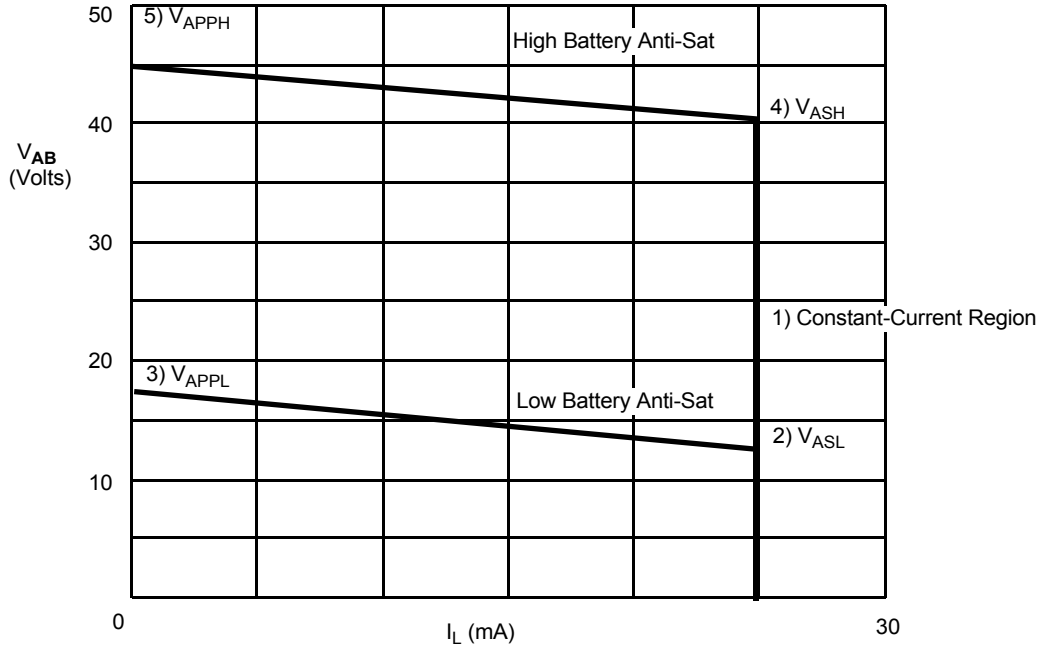 50
5) VAPPH
High Battery Anti-Sat
4) VASH
40
VAB
(Volts)
30
1) Constant-Current Region
20
3) VAPPL
Low Battery Anti-Sat
2) VASL
10
0
IL (mA)
30